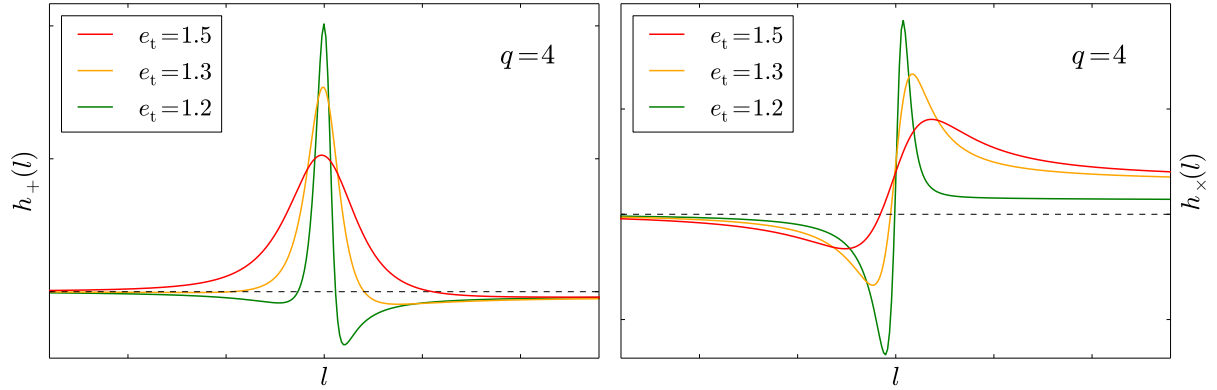 e_t=1.5
e_t=1.3
e_t=1.2
q=4
h_+(l)
l
e_t=1.5
e_t=1.3
e_t=1.2
q=4
h_×(l)
l